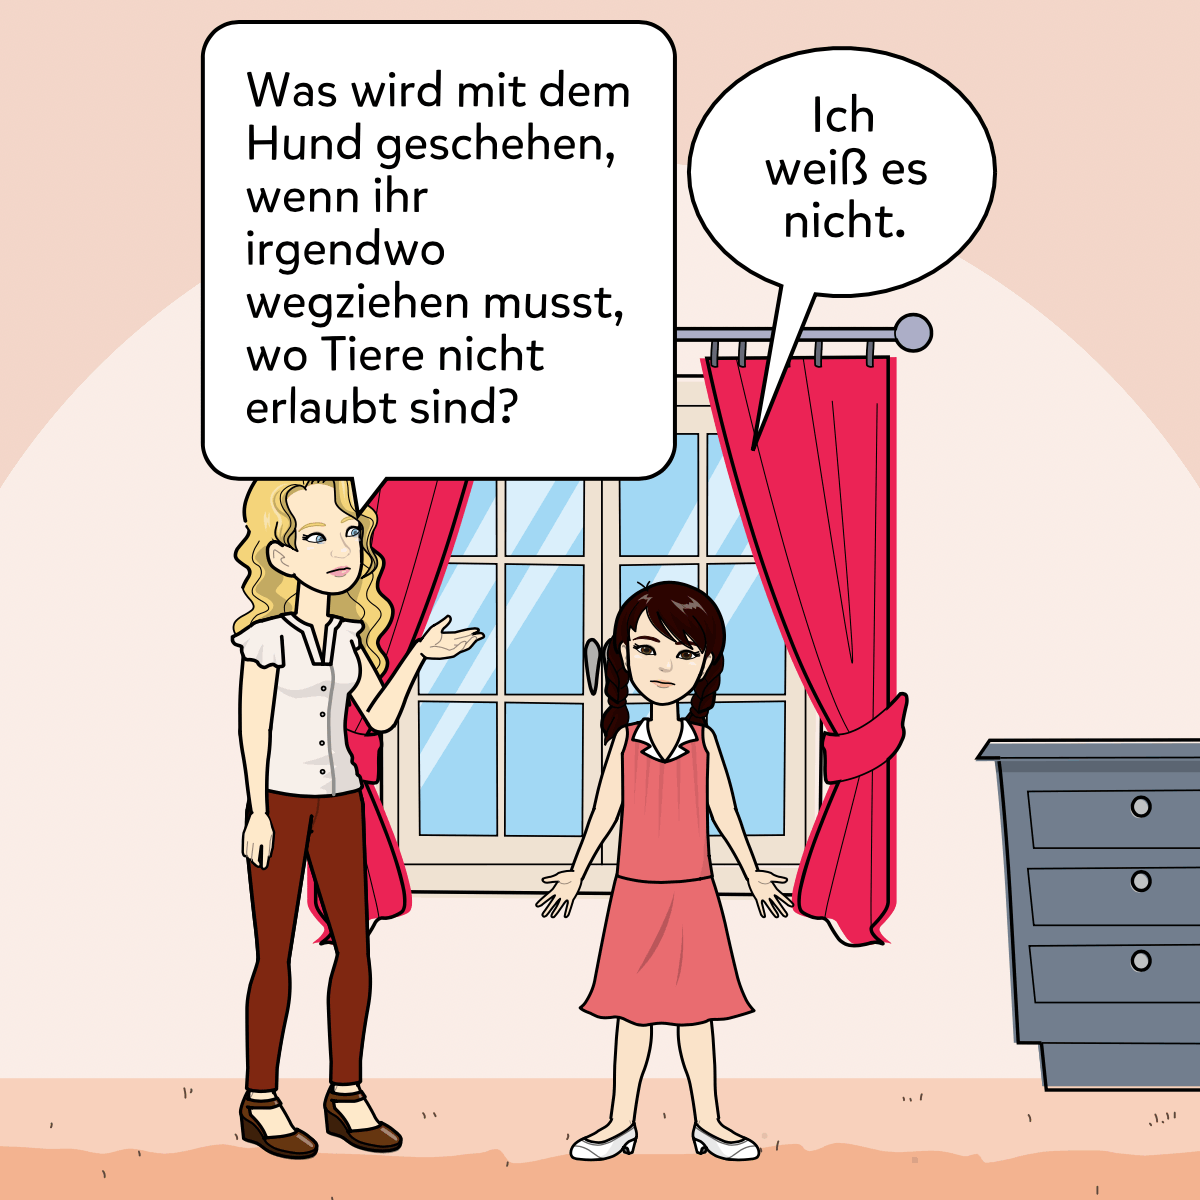 Was wird mit dem
Hund geschehen,
wenn ihr
irgendwo
wegziehen musst,
wo Tiere nicht
erlaubt sind?
Ich
weiß es
nicht.